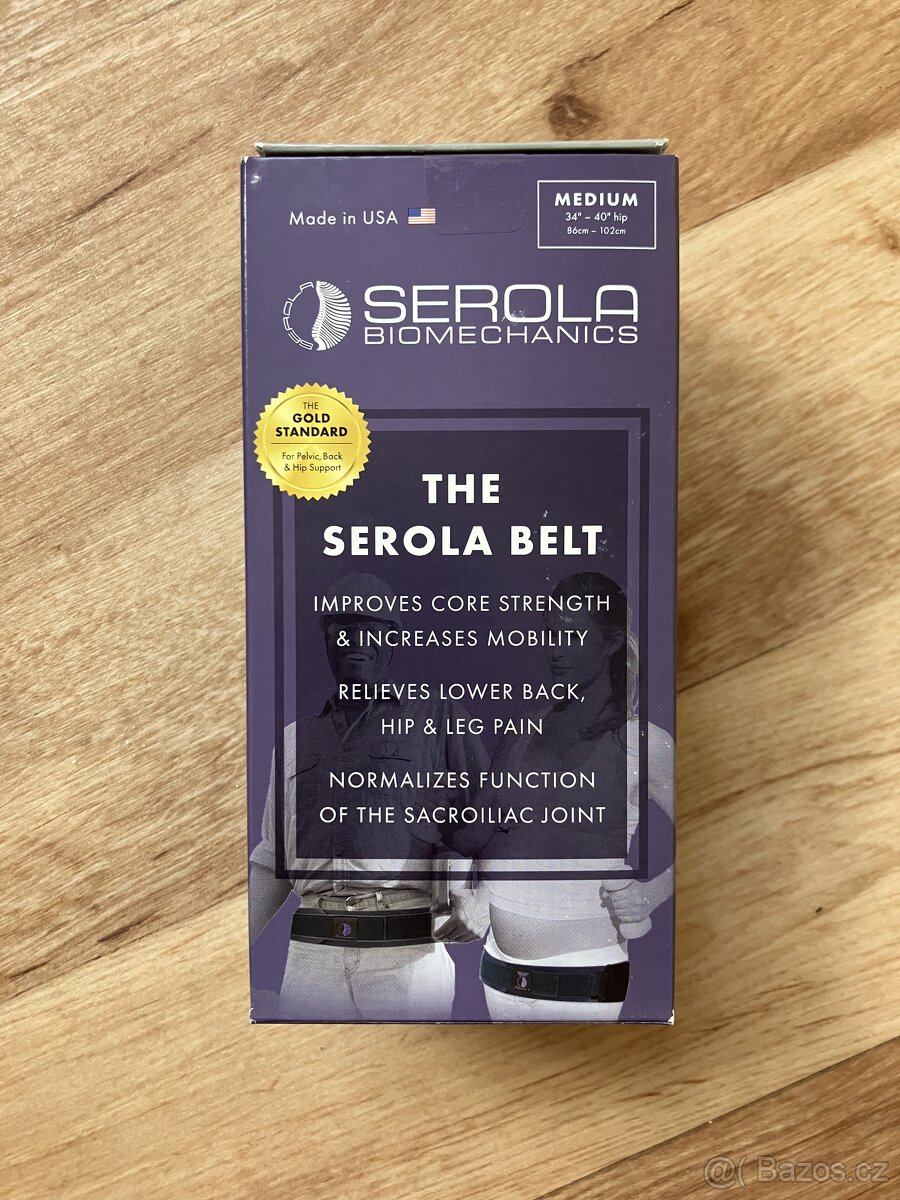 Made in USA
MEDIUM
34" – 40" hip
86cm – 102cm
SEROLA
SEROLA
BIOMECHANICS
THE
GOLD
STANDARD
For Pelvic, Back
& Hip Support
THE
SEROLA BELT
IMPROVES CORE STRENGTH
& INCREASES MOBILITY
RELIEVES LOWER BACK,
HIP & LEG PAIN
NORMALIZES FUNCTION
OF THE SACROILIAC JOINT
@( Bazos.cz